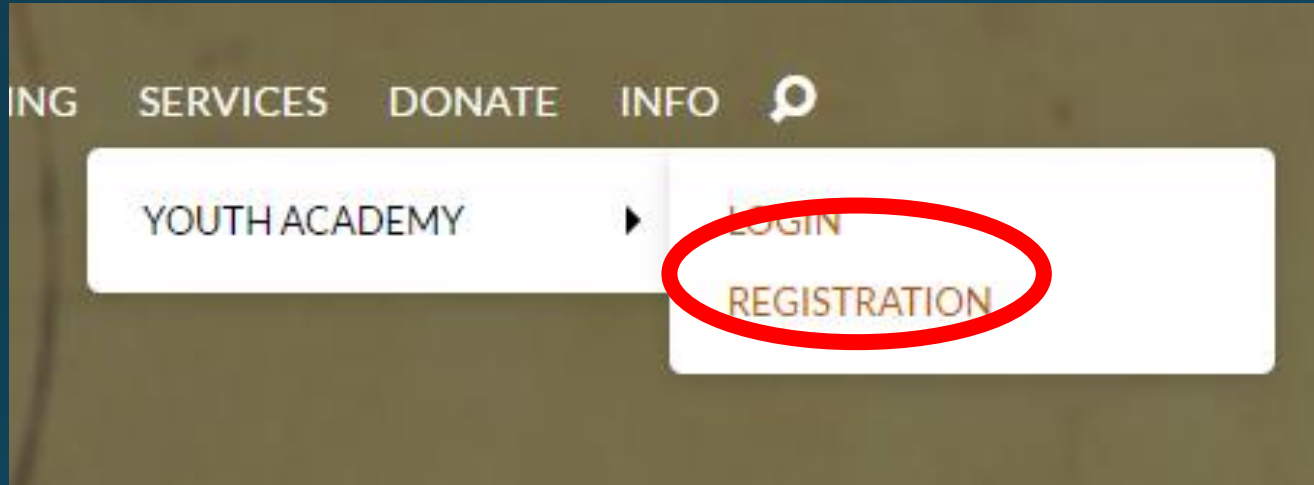 ING SERVICES DONATE INFO
YOUTH ACADEMY
LOGIN
REGISTRATION